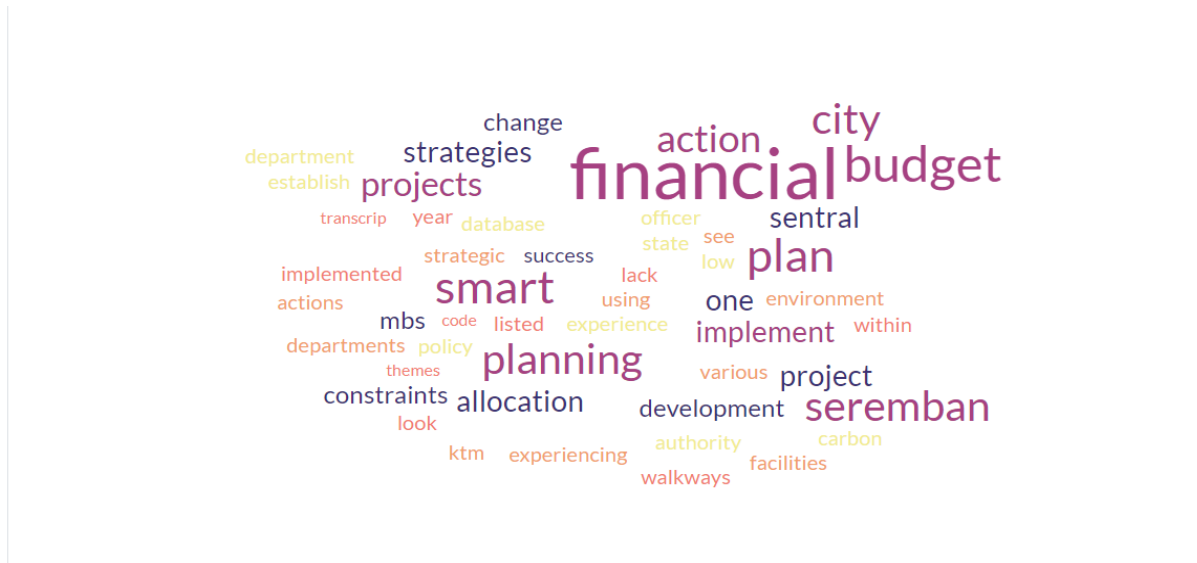 city
change
action
strategies
budget
department
financial
establish
projects
transcrip
year
database
officer
sentral
see
state
strategic
success
low
plan
implemented
lack
smart
actions
using
one
environment
mbs
code
listed
experience
implement
within
departments
policy
planning
themes
various
project
constraints
allocation
development
seremban
look
authority
carbon
ktm
experiencing
facilities
walkways